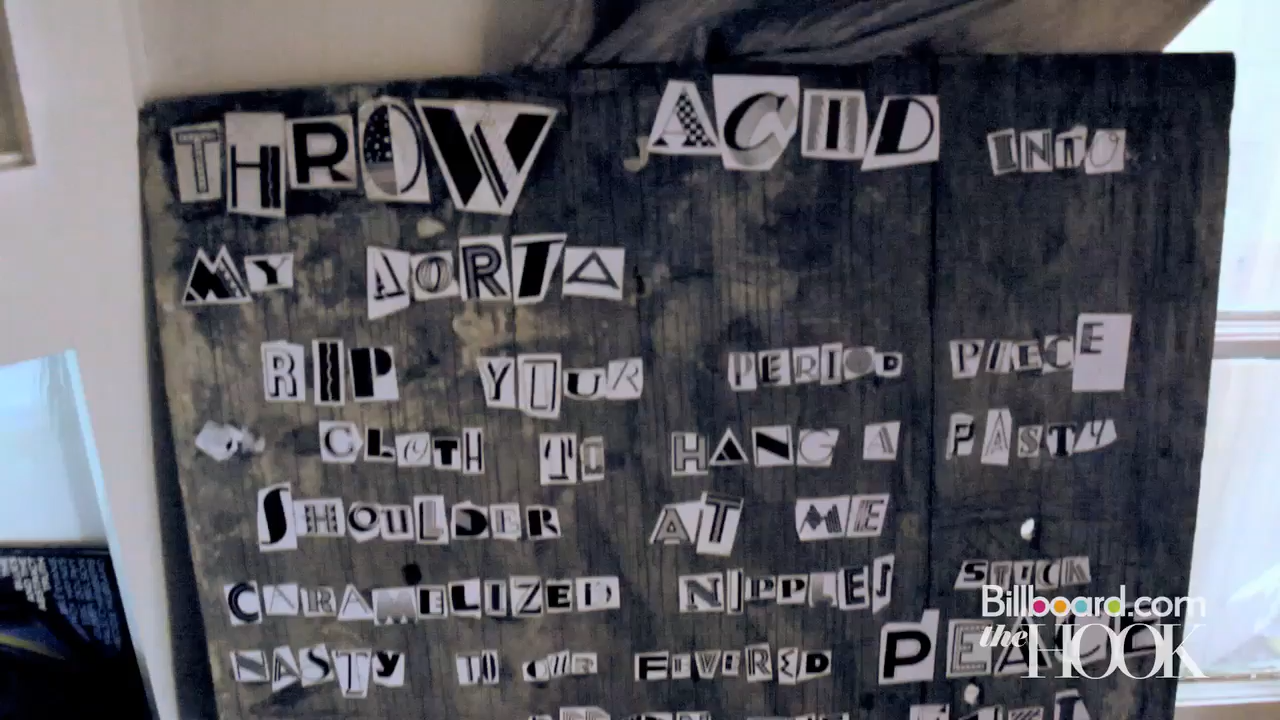 THROW ACID INTO
MY AORTA
RIP YOUR PERIOD PIECE
CLOTH TO HANG A PASTY
SHOULDER AT ME
CARAMELIZED NIPPLES STICK
NASTY TO OUR FEVERED PEACE
Billboard.com
the HOOK